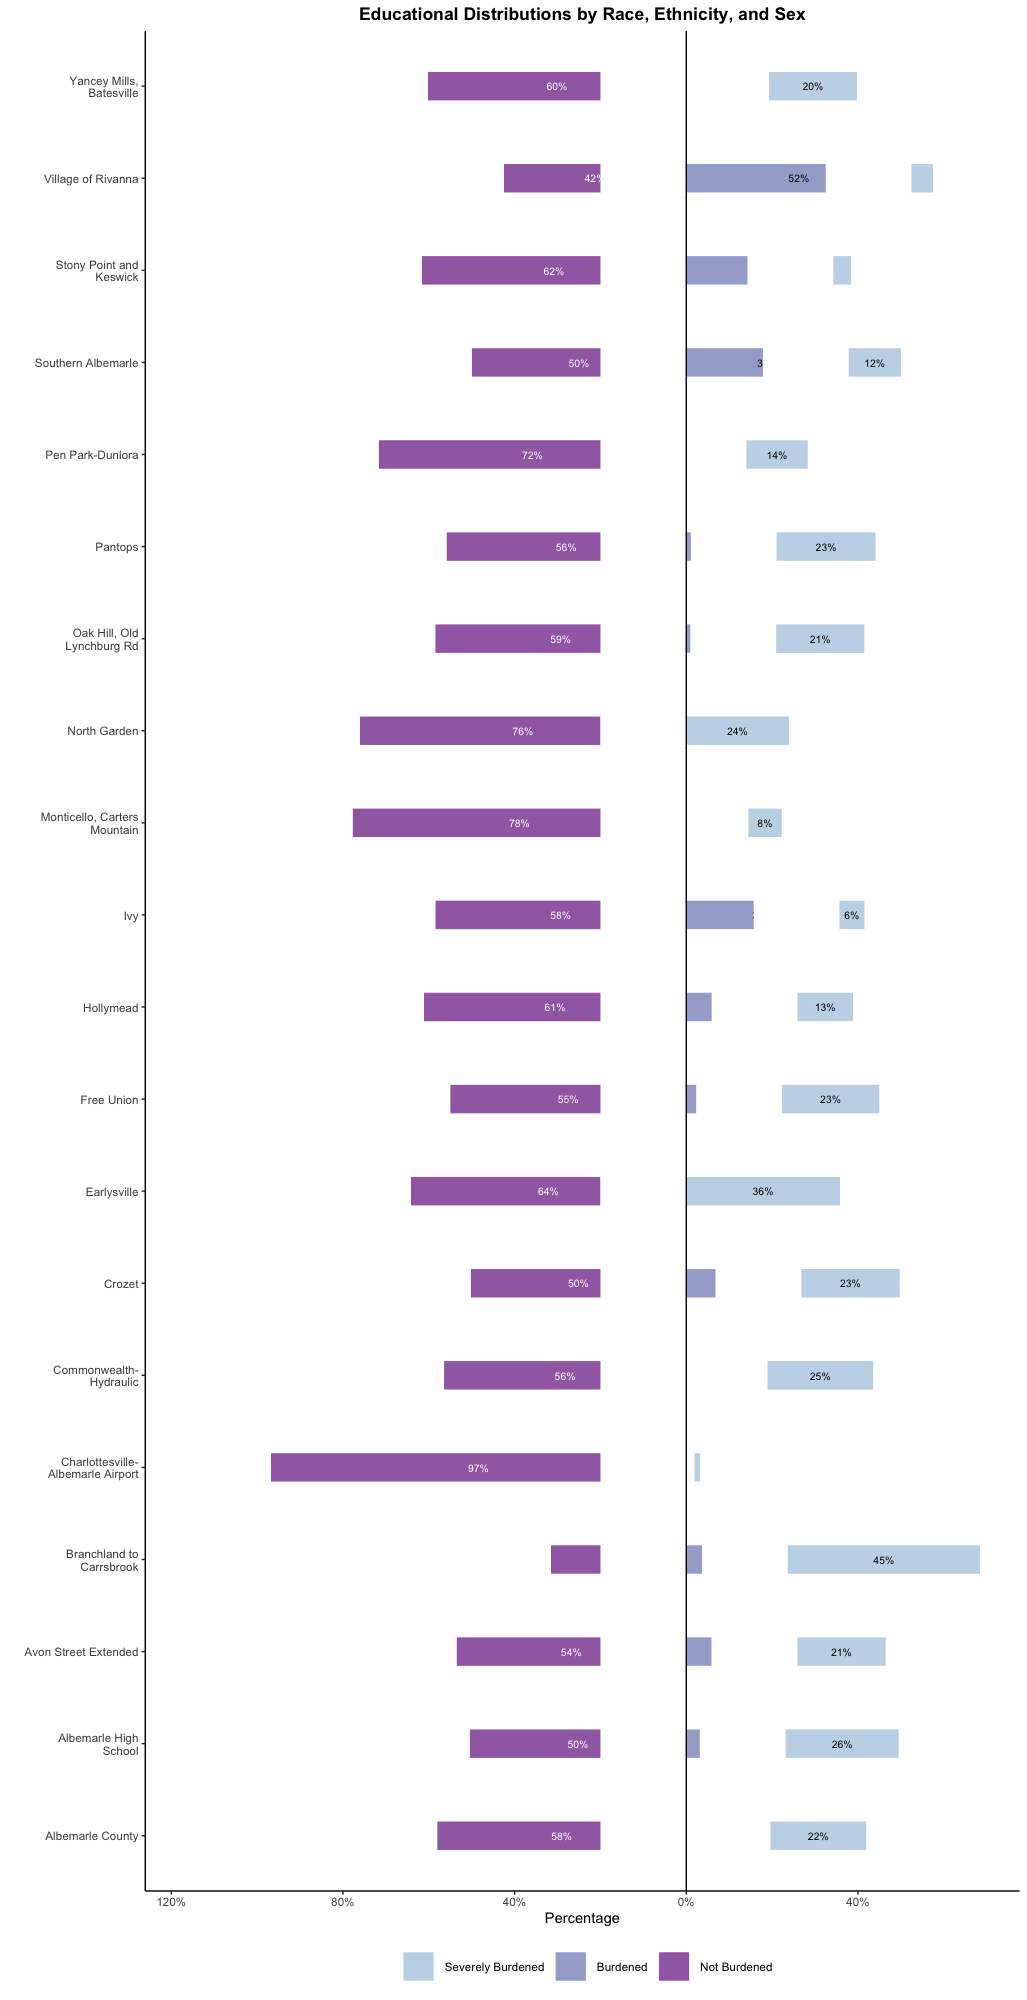 Educational Distributions by Race, Ethnicity, and Sex
Yancey Mills,
Batesville
60%
20%
Village of Rivanna
42%
52%
Stony Point and
Keswick
62%
Southern Albemarle
50%
3
12%
Pen Park-Dunlora
72%
14%
Pantops
56%
23%
Oak Hill, Old
Lynchburg Rd
59%
21%
North Garden
76%
24%
Monticello, Carters
Mountain
78%
8%
Ivy
58%
6%
Hollymead
61%
13%
Free Union
55%
23%
Earlysville
64%
36%
Crozet
50%
23%
Commonwealth-
Hydraulic
56%
25%
Charlottesville-
Albemarle Airport
97%
Branchland to
Carrsbrook
45%
Avon Street Extended
54%
21%
Albemarle High
School
50%
26%
Albemarle County
58%
22%
120%
80%
40%
0%
40%
Percentage
Severely Burdened
Burdened
Not Burdened